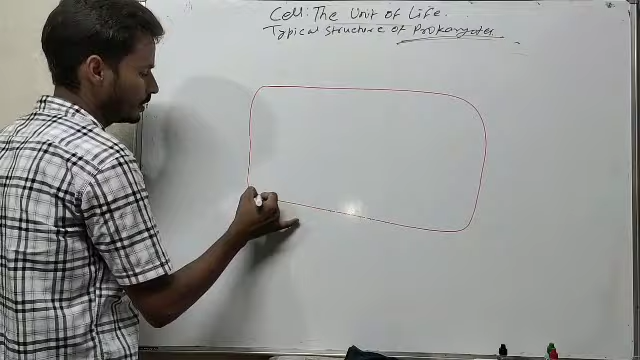 Cell: The Unit of Life.
Typical structure of Prokaryotes